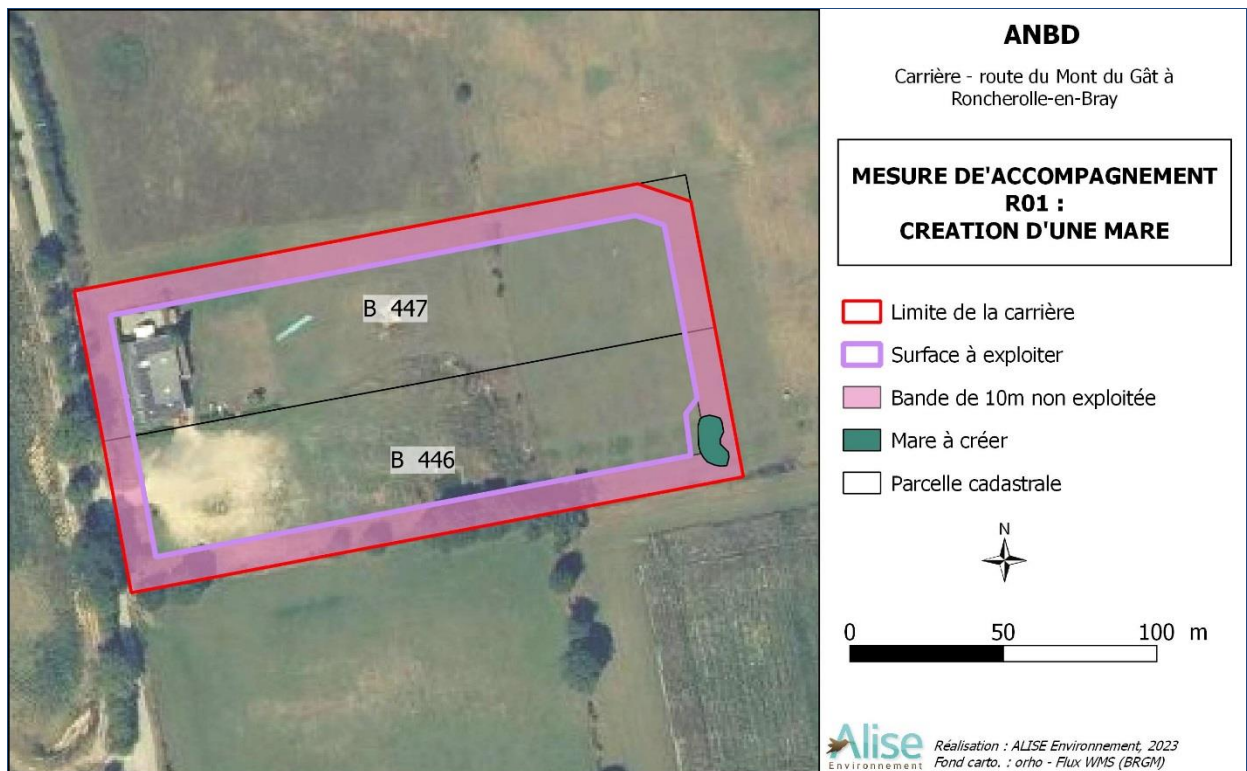 ANBD
Carrière - route du Mont du Gât à
Roncherolle-en-Bray
MESURE DE'ACCOMPAGNEMENT
R01 :
CREATION D'UNE MARE
Limite de la carrière
Surface à exploiter
Bande de 10m non exploitée
Mare à créer
Parcelle cadastrale
N
0 50 100 m
B 447
B 446
Alise
Environnement
Réalisation : ALISE Environnement, 2023
Fond carto. : orho - Flux WMS (BRGM)